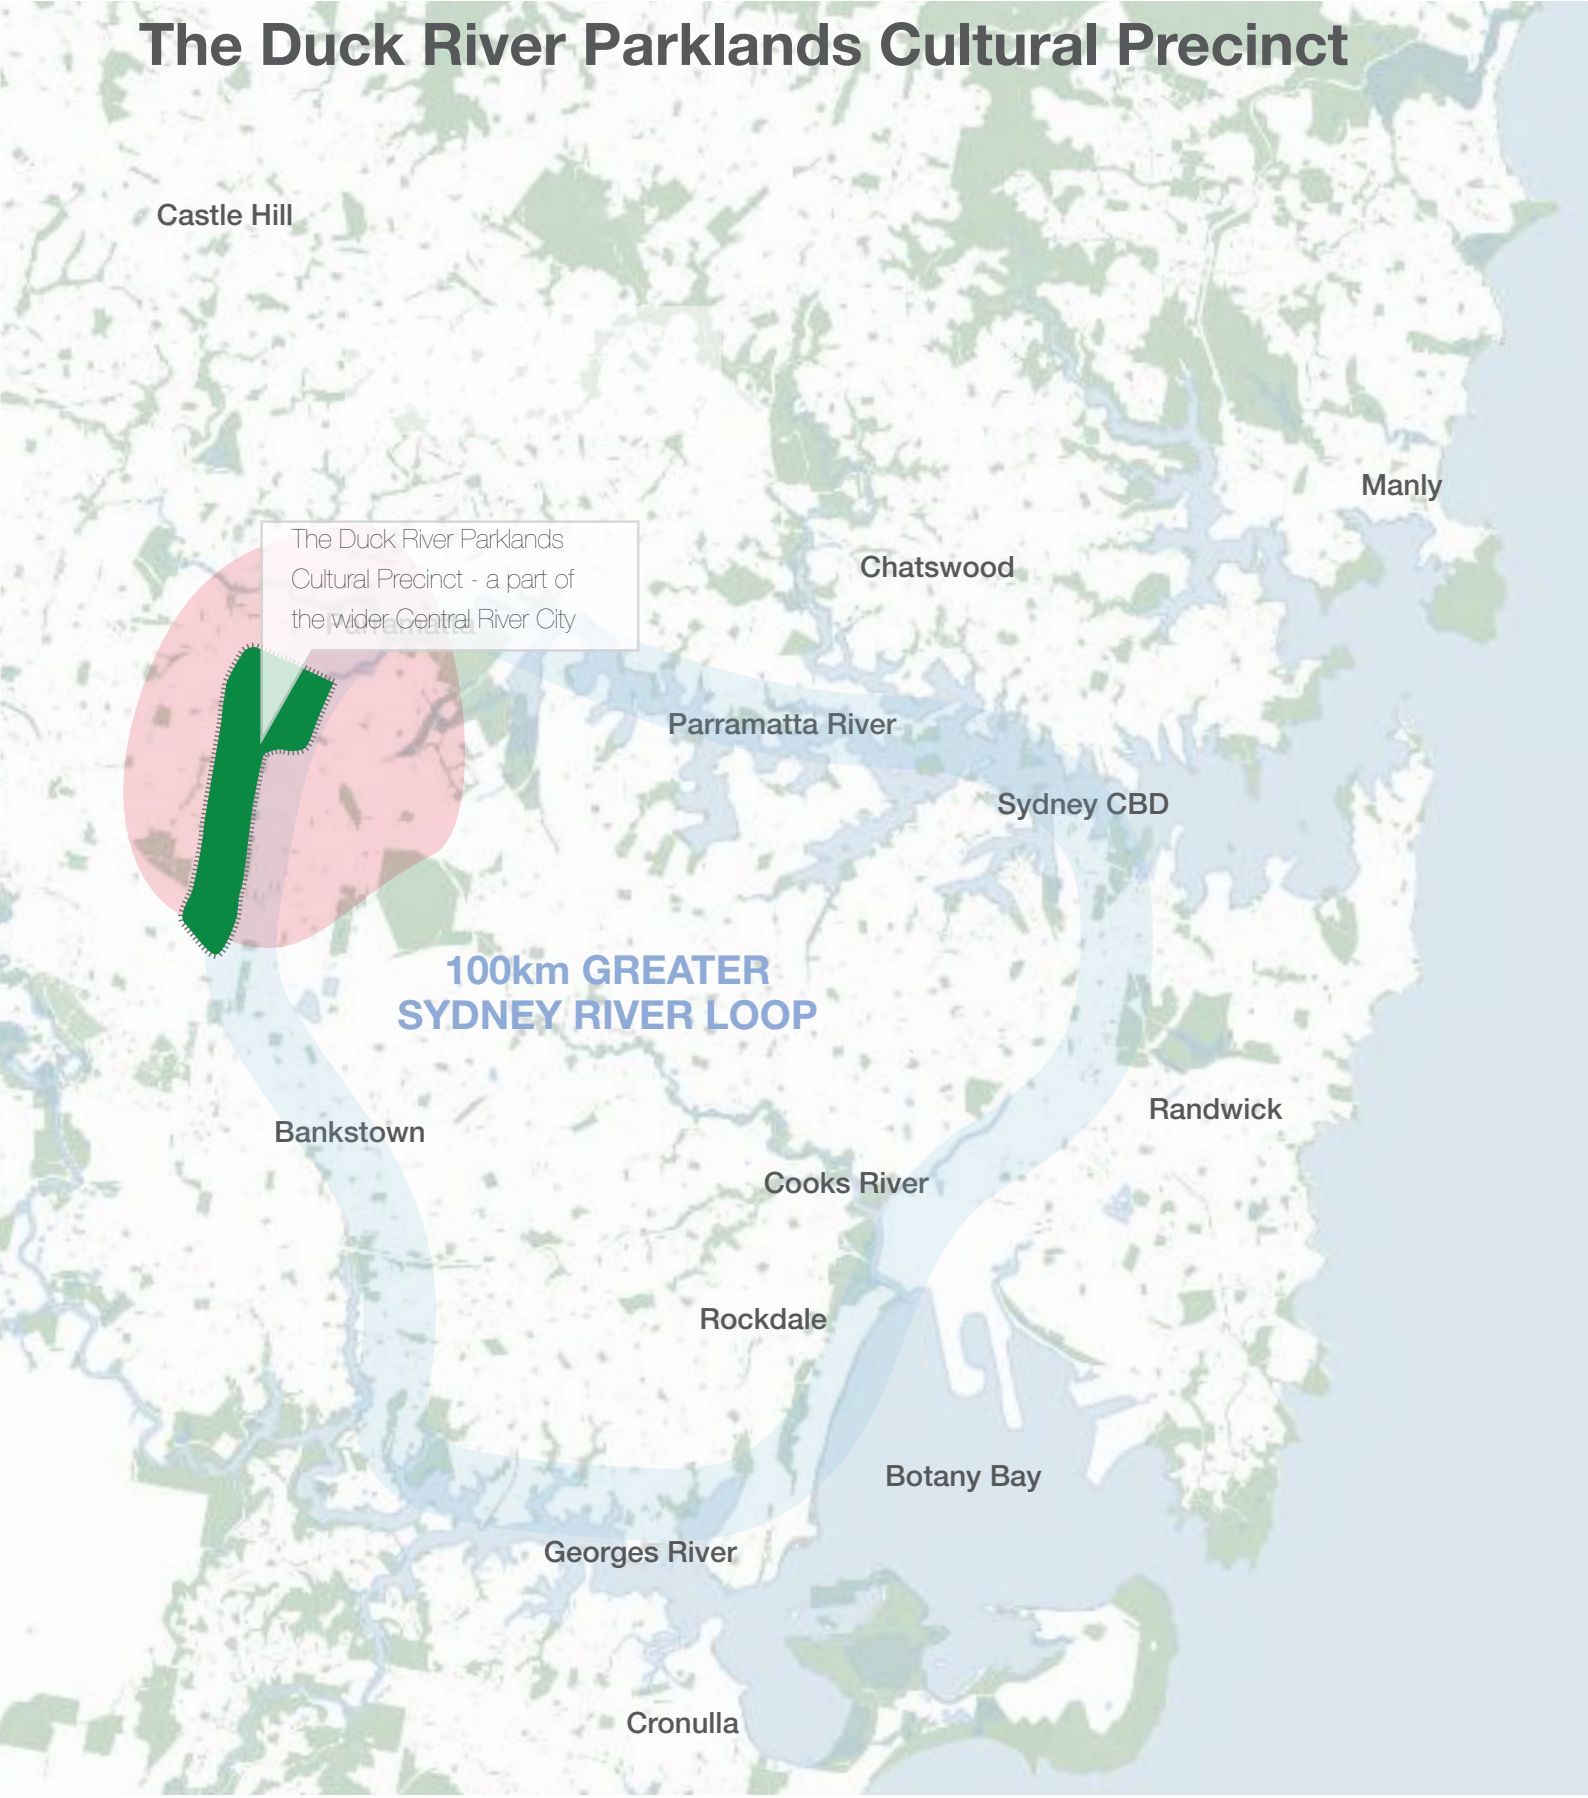 The Duck River Parklands Cultural Precinct
Castle Hill
Manly
The Duck River Parklands
Cultural Precinct - a part of
the wider Central River City
Parramatta
Chatswood
Parramatta River
Sydney CBD
100km GREATER
SYDNEY RIVER LOOP
Randwick
Bankstown
Cooks River
Rockdale
Botany Bay
Georges River
Cronulla